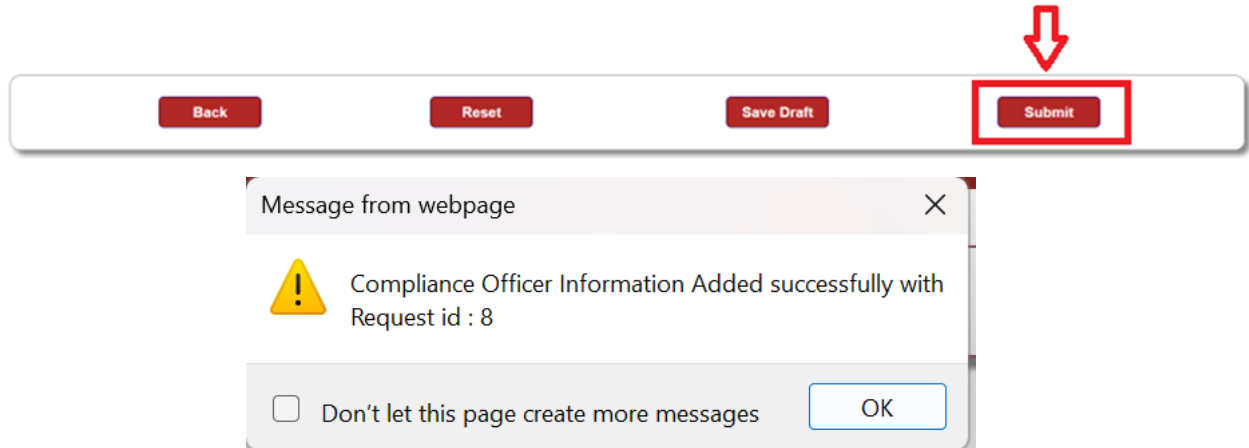 Back Reset Save Draft Submit
Message from webpage
Compliance Officer Information Added successfully with
Request id : 8
Don't let this page create more messages
OK